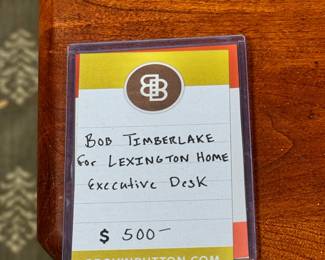 BB
BOB TIMBERLAKE
for LEXINGTON HOME
Executive Desk
$ 500-